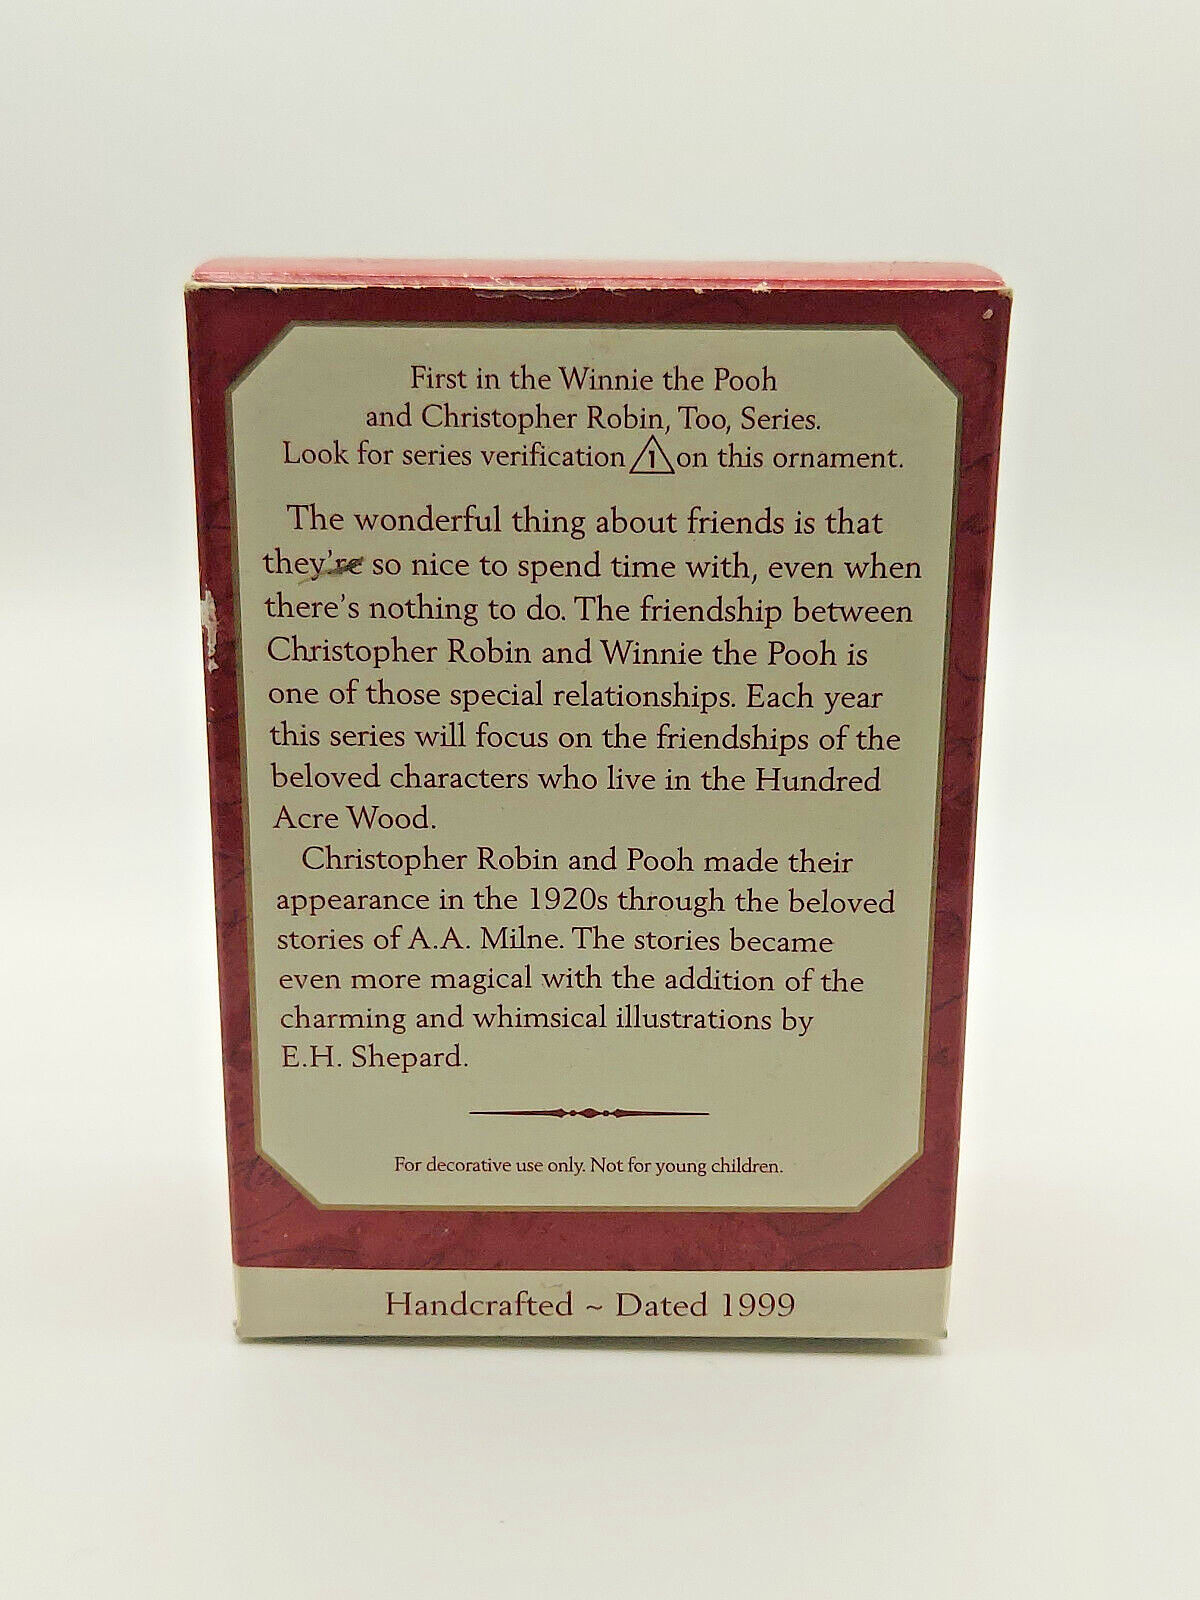 First in the Winnie the Pooh
and Christopher Robin, Too, Series.
Look for series verification 1 on this ornament.
The wonderful thing about friends is that
they're so nice to spend time with, even when
there's nothing to do. The friendship between
Christopher Robin and Winnie the Pooh is
one of those special relationships. Each year
this series will focus on the friendships of the
beloved characters who live in the Hundred
Acre Wood.
Christopher Robin and Pooh made their
appearance in the 1920s through the beloved
stories of A.A. Milne. The stories became
even more magical with the addition of the
charming and whimsical illustrations by
E.H. Shepard.
For decorative use only. Not for young children.
Handcrafted ~ Dated 1999